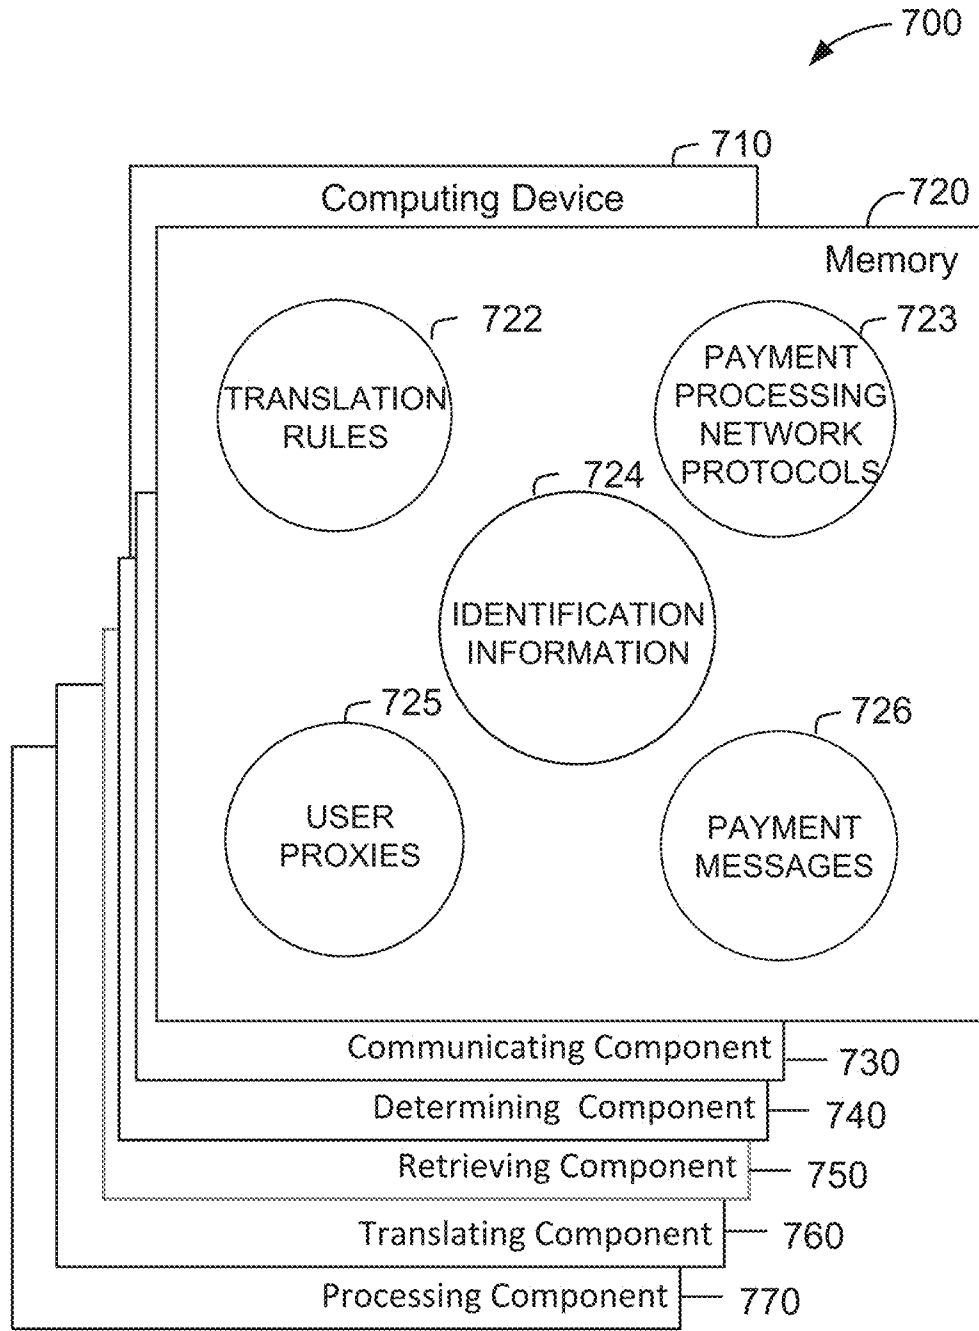 700
710
Computing Device
720
Memory
722
TRANSLATION
RULES
723
PAYMENT
PROCESSING
NETWORK
PROTOCOLS
724
IDENTIFICATION
INFORMATION
725
USER
PROXIES
726
PAYMENT
MESSAGES
Communicating Component
730
Determining Component
740
Retrieving Component
750
Translating Component
760
Processing Component
770